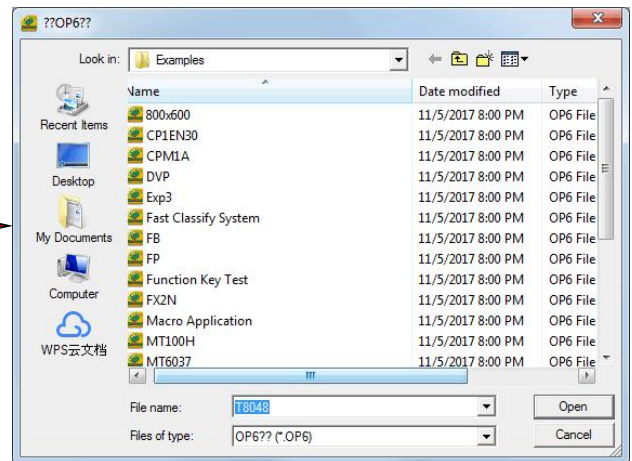 ??OP6??
Look in: Examples
Name Date modified Type
800x600 11/5/2017 8:00 PM OP6 File
CP1EN30 11/5/2017 8:00 PM OP6 File
CPM1A 11/5/2017 8:00 PM OP6 File
DVP 11/5/2017 8:00 PM OP6 File
Exp3 11/5/2017 8:00 PM OP6 File
Fast Classify System 11/5/2017 8:00 PM OP6 File
FB 11/5/2017 8:00 PM OP6 File
FP 11/5/2017 8:00 PM OP6 File
Function Key Test 11/5/2017 8:00 PM OP6 File
FX2N 11/5/2017 8:00 PM OP6 File
Macro Application 11/5/2017 8:00 PM OP6 File
MT100H 11/5/2017 8:00 PM OP6 File
MT6037 11/5/2017 8:00 PM OP6 File
Recent Items
Desktop
My Documents
Computer
WPS云文档
File name: T8048 Open
Files of type: OP6?? (*.OP6) Cancel